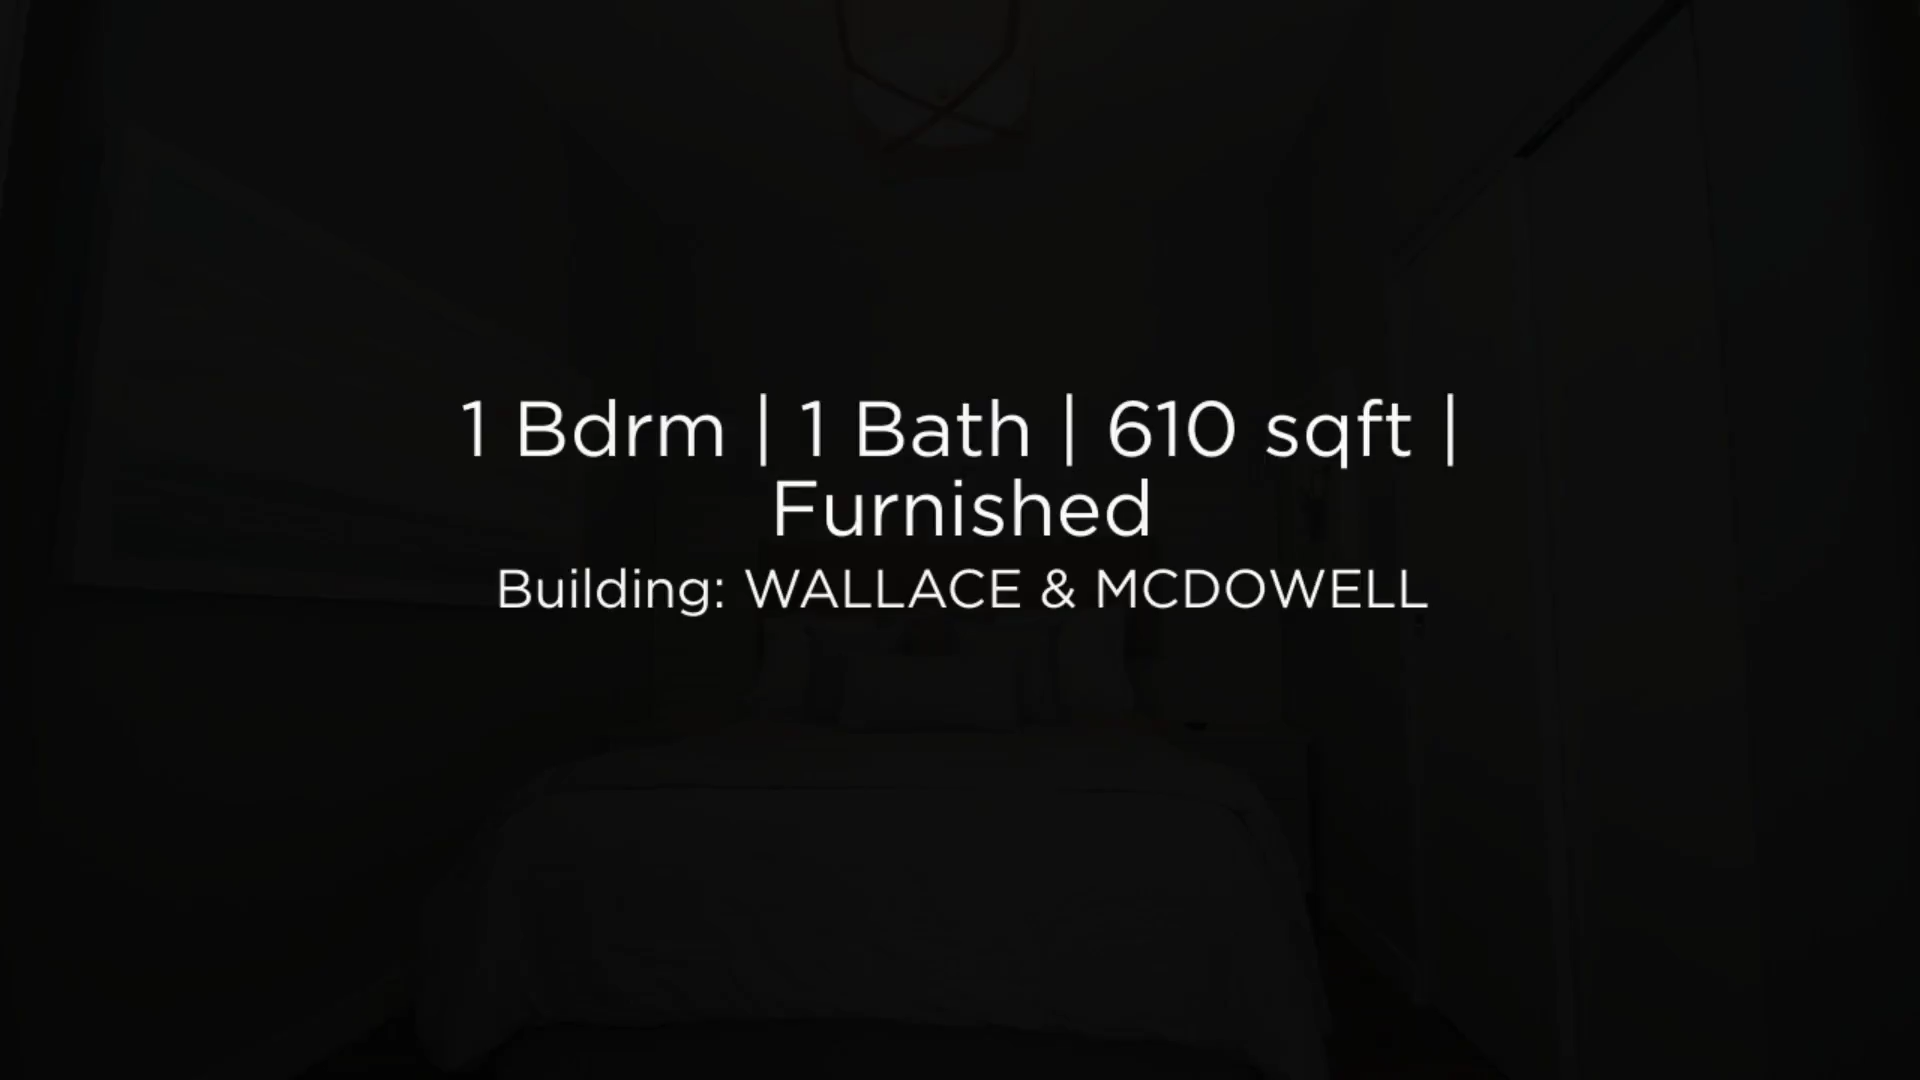 1 Bdrm | 1 Bath | 610 sqft |
Furnished
Building: WALLACE & MCDOWELL